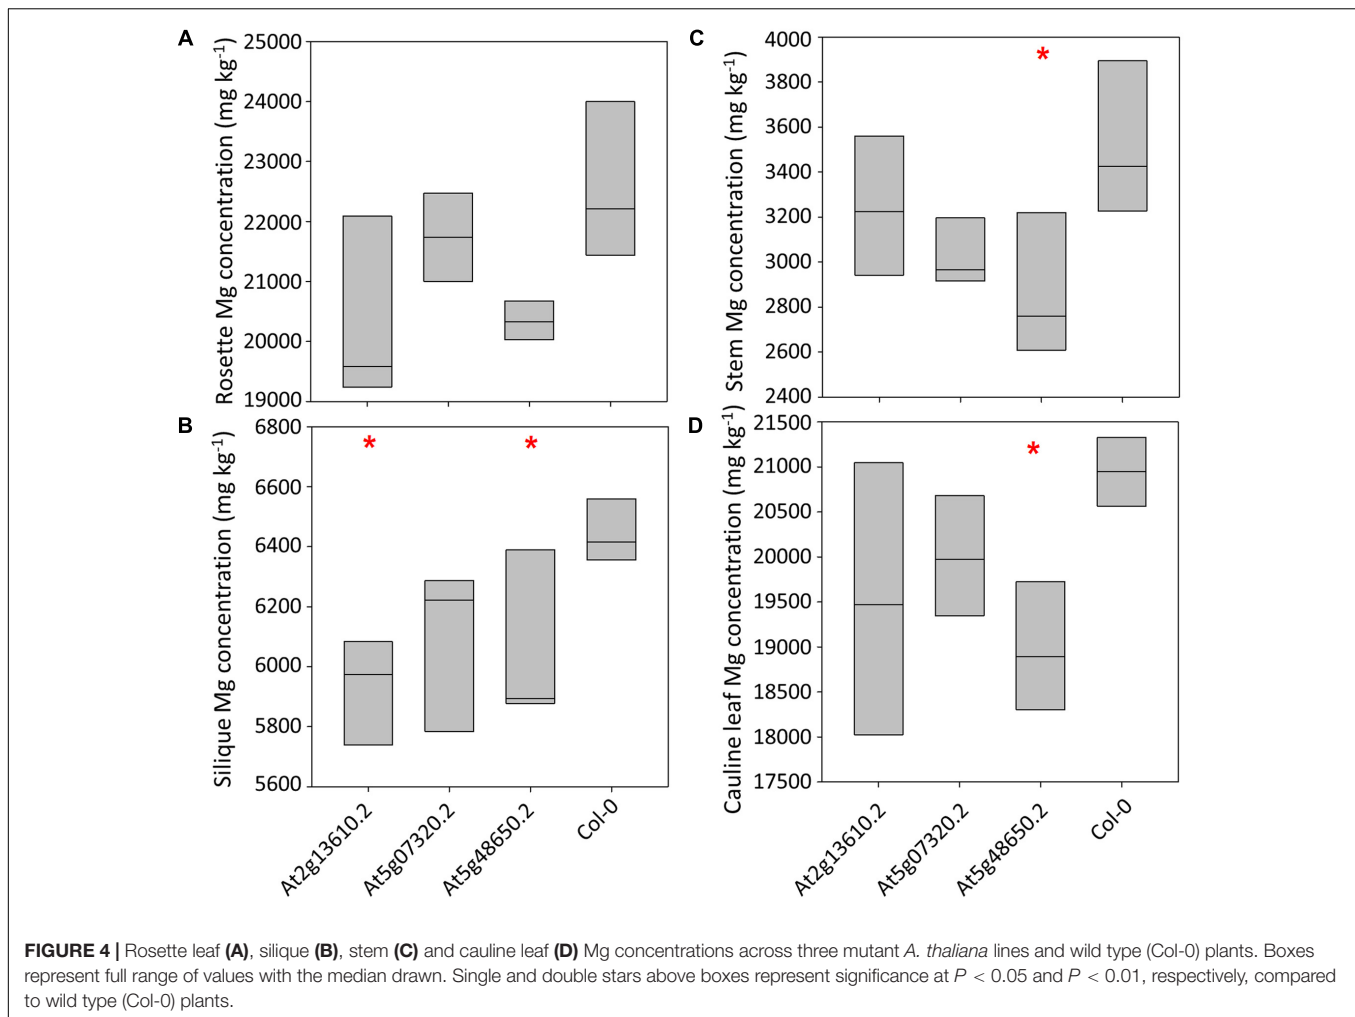 A
Rosette Mg concentration (mg kg⁻¹)
25000
24000
23000
22000
21000
20000
19000
B
Silique Mg concentration (mg kg⁻¹)
6800
6600
6400
6200
6000
5800
5600
*
*
At2g13610.2
At5g07320.2
At5g48650.2
Col-0
C
Stem Mg concentration (mg kg⁻¹)
4000
3800
3600
3400
3200
3000
2800
2600
2400
*
D
Cauline leaf Mg concentration (mg kg⁻¹)
21500
21000
20500
20000
19500
19000
18500
18000
17500
*
At2g13610.2
At5g07320.2
At5g48650.2
Col-0
FIGURE 4 | Rosette leaf (A), silique (B), stem (C) and cauline leaf (D) Mg concentrations across three mutant A. thaliana lines and wild type (Col-0) plants. Boxes
represent full range of values with the median drawn. Single and double stars above boxes represent significance at P < 0.05 and P < 0.01, respectively, compared
to wild type (Col-0) plants.